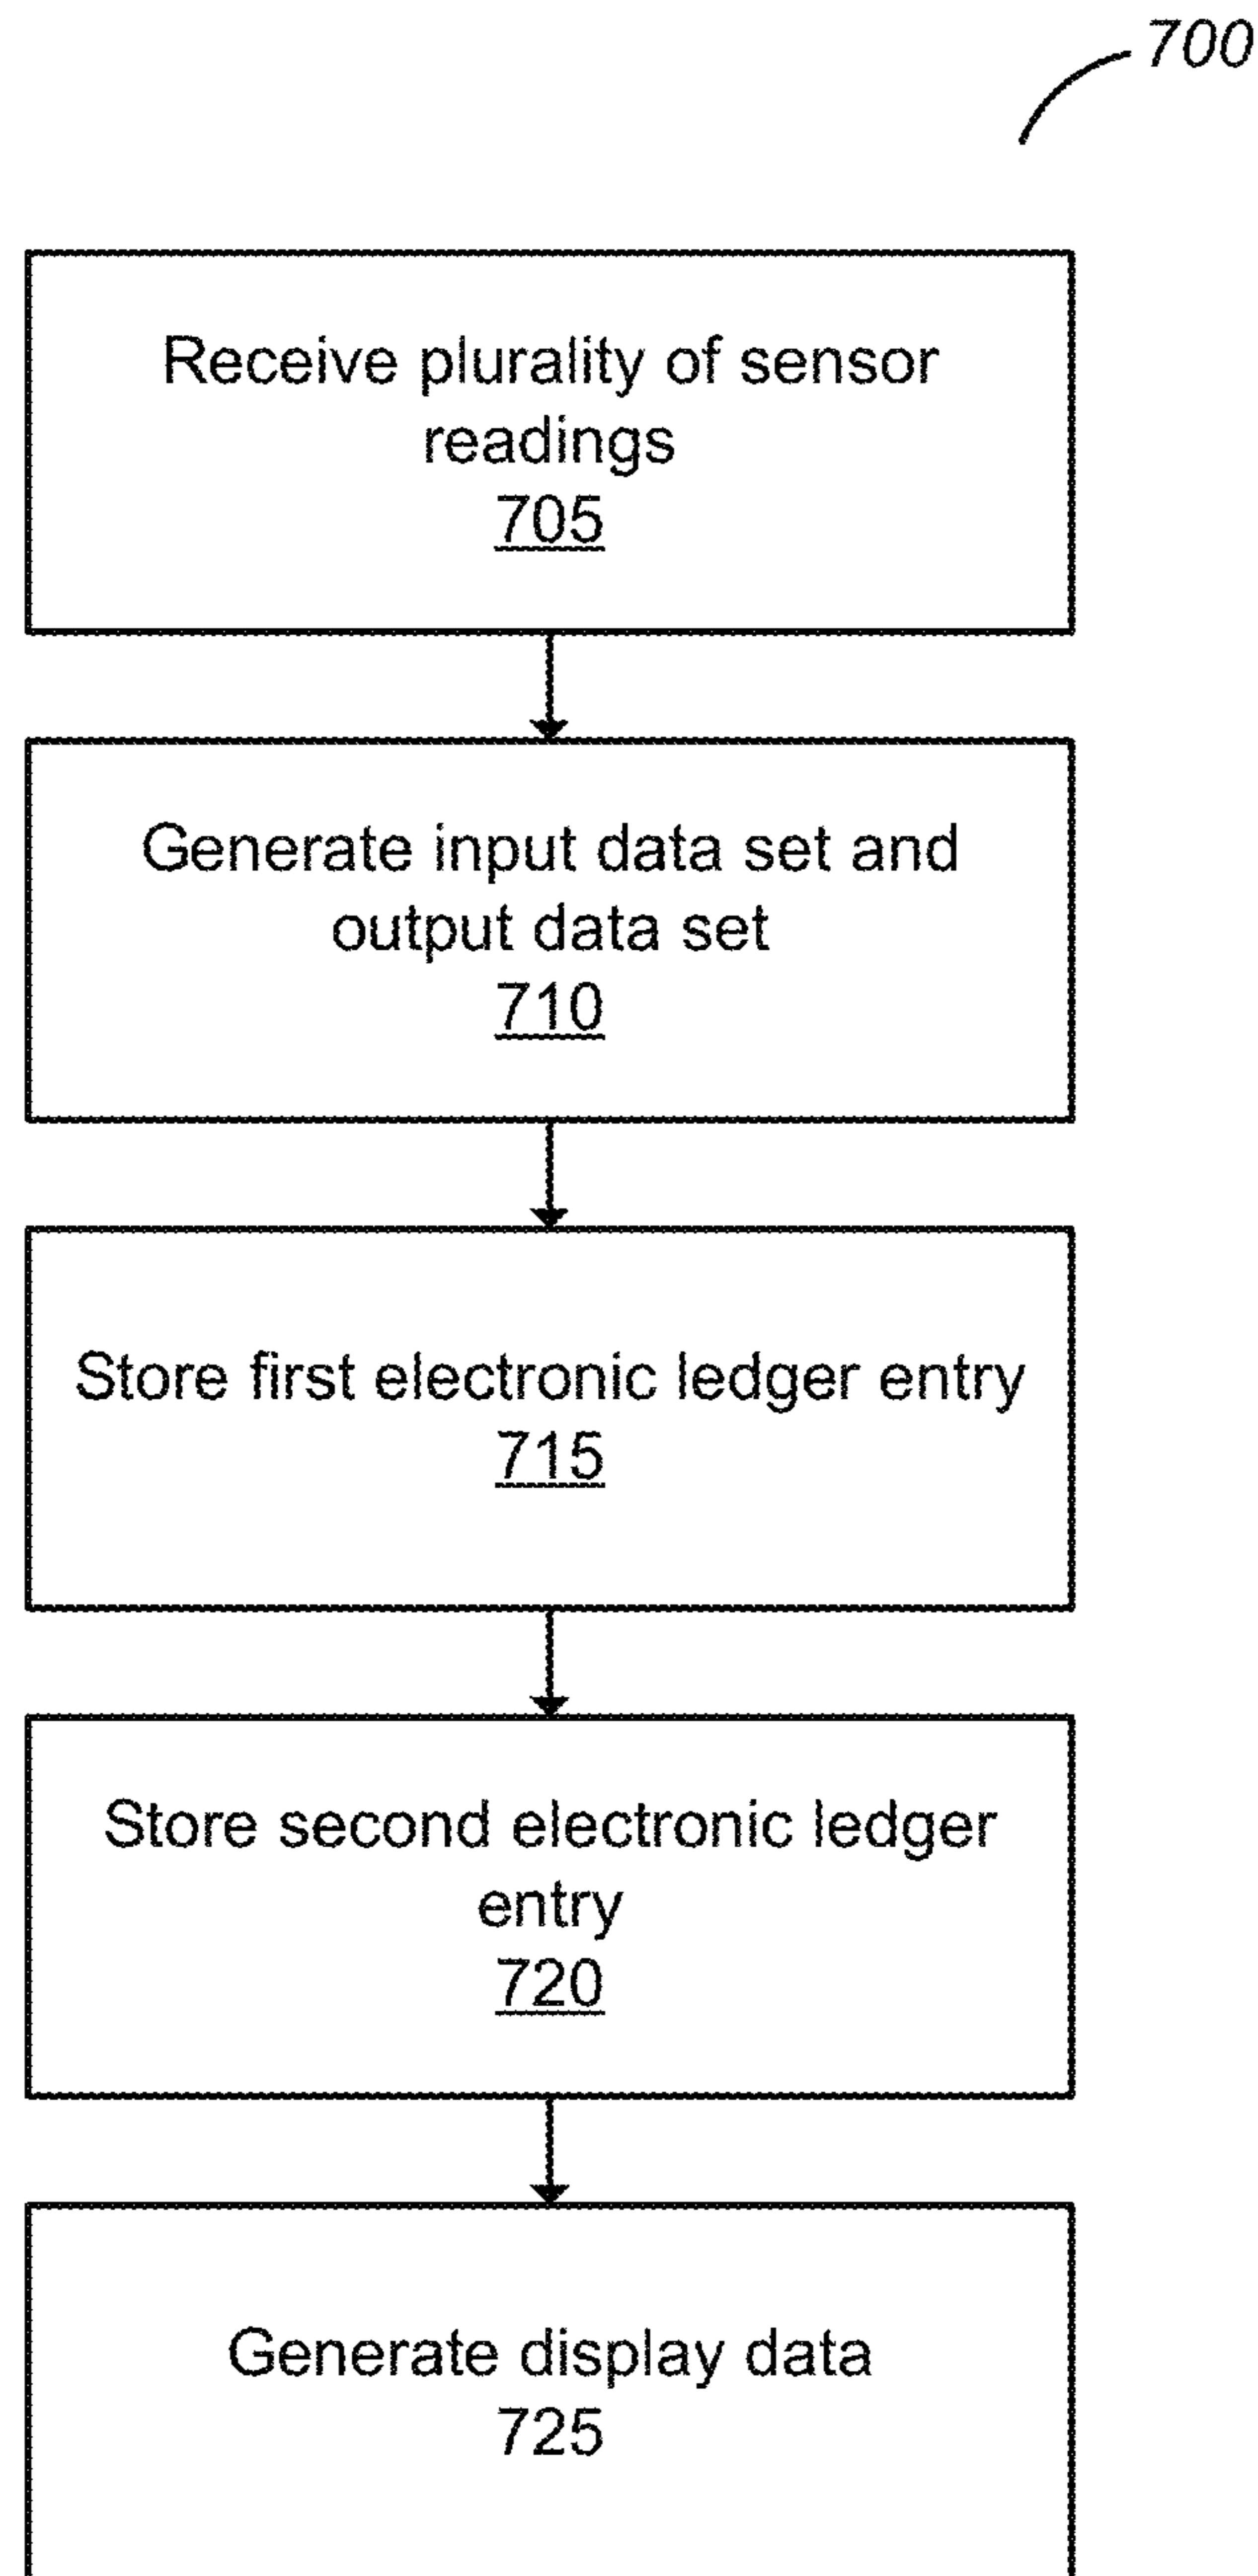 700
Receive plurality of sensor
readings
705
Generate input data set and
output data set
710
Store first electronic ledger entry
715
Store second electronic ledger
entry
720
Generate display data
725